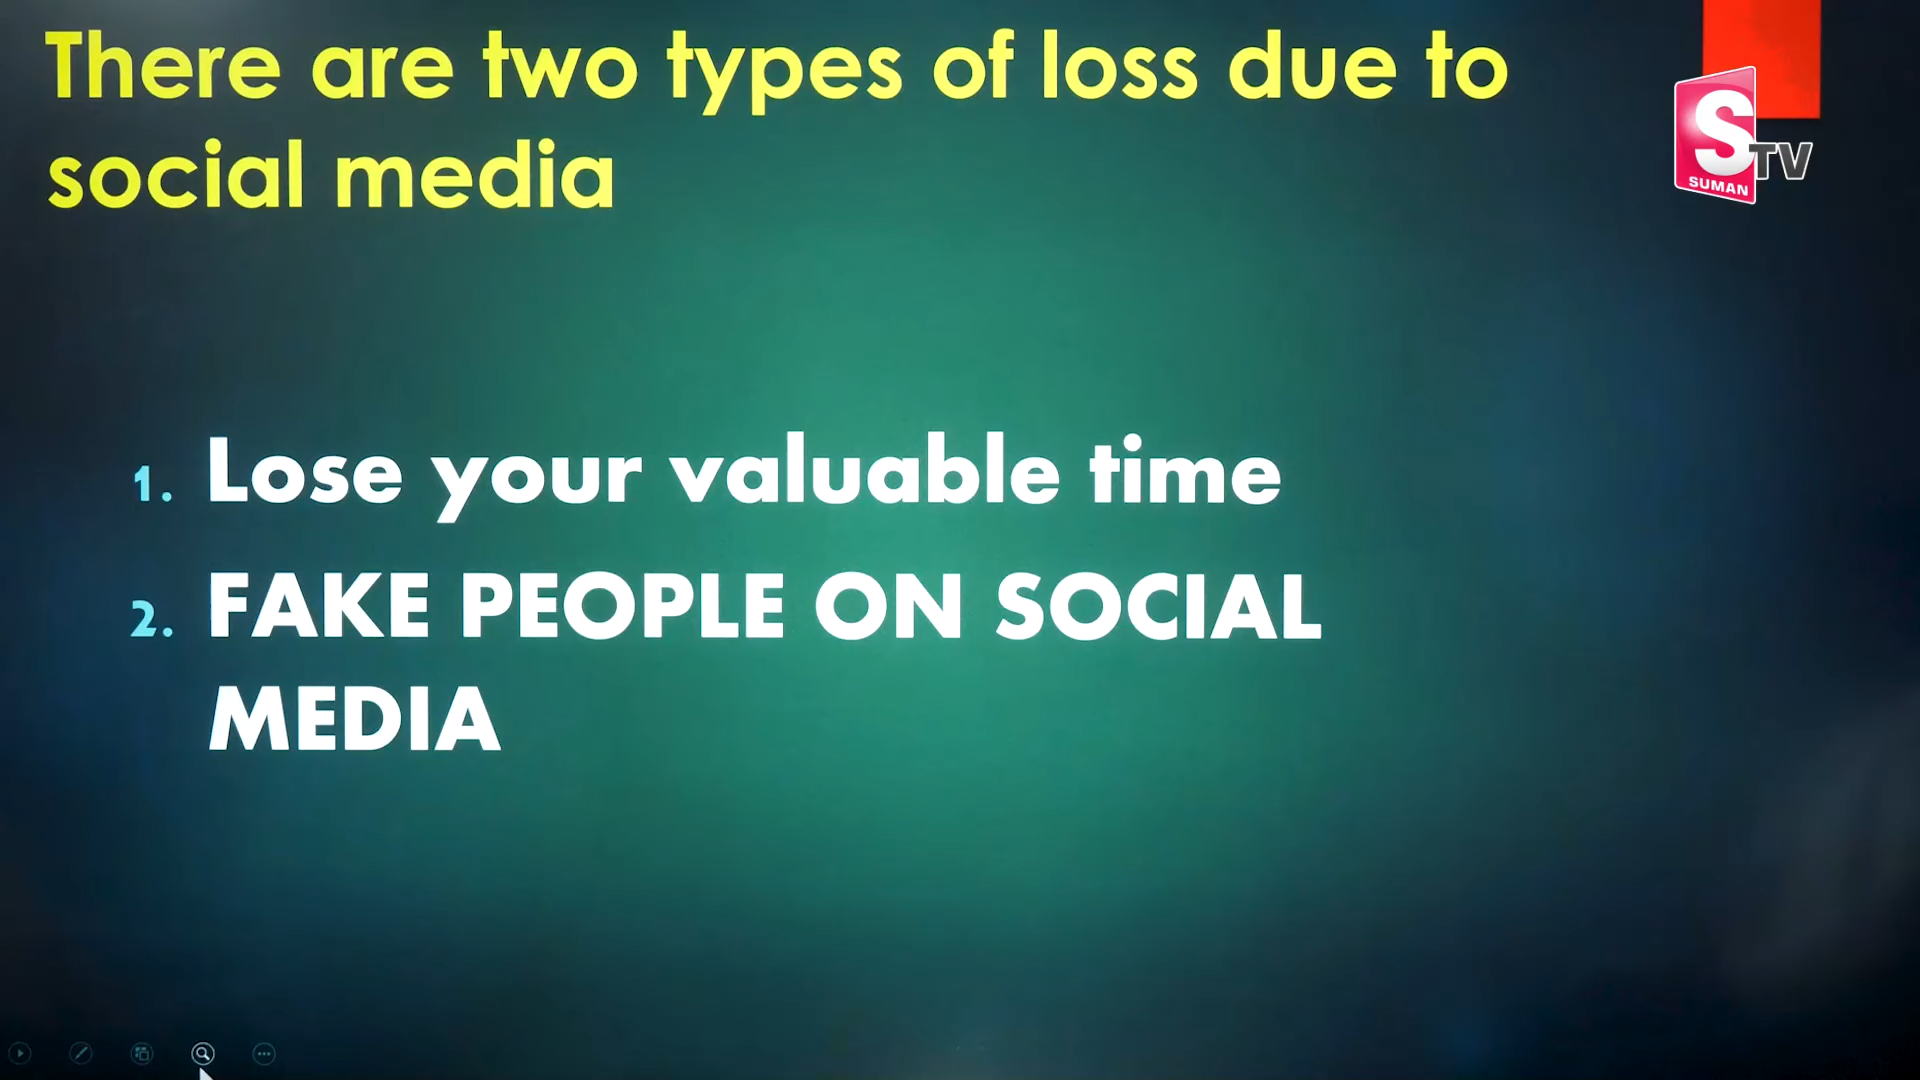 There are two types of loss due to
social media
S TV
SUMAN
1. Lose your valuable time
2. FAKE PEOPLE ON SOCIAL
MEDIA